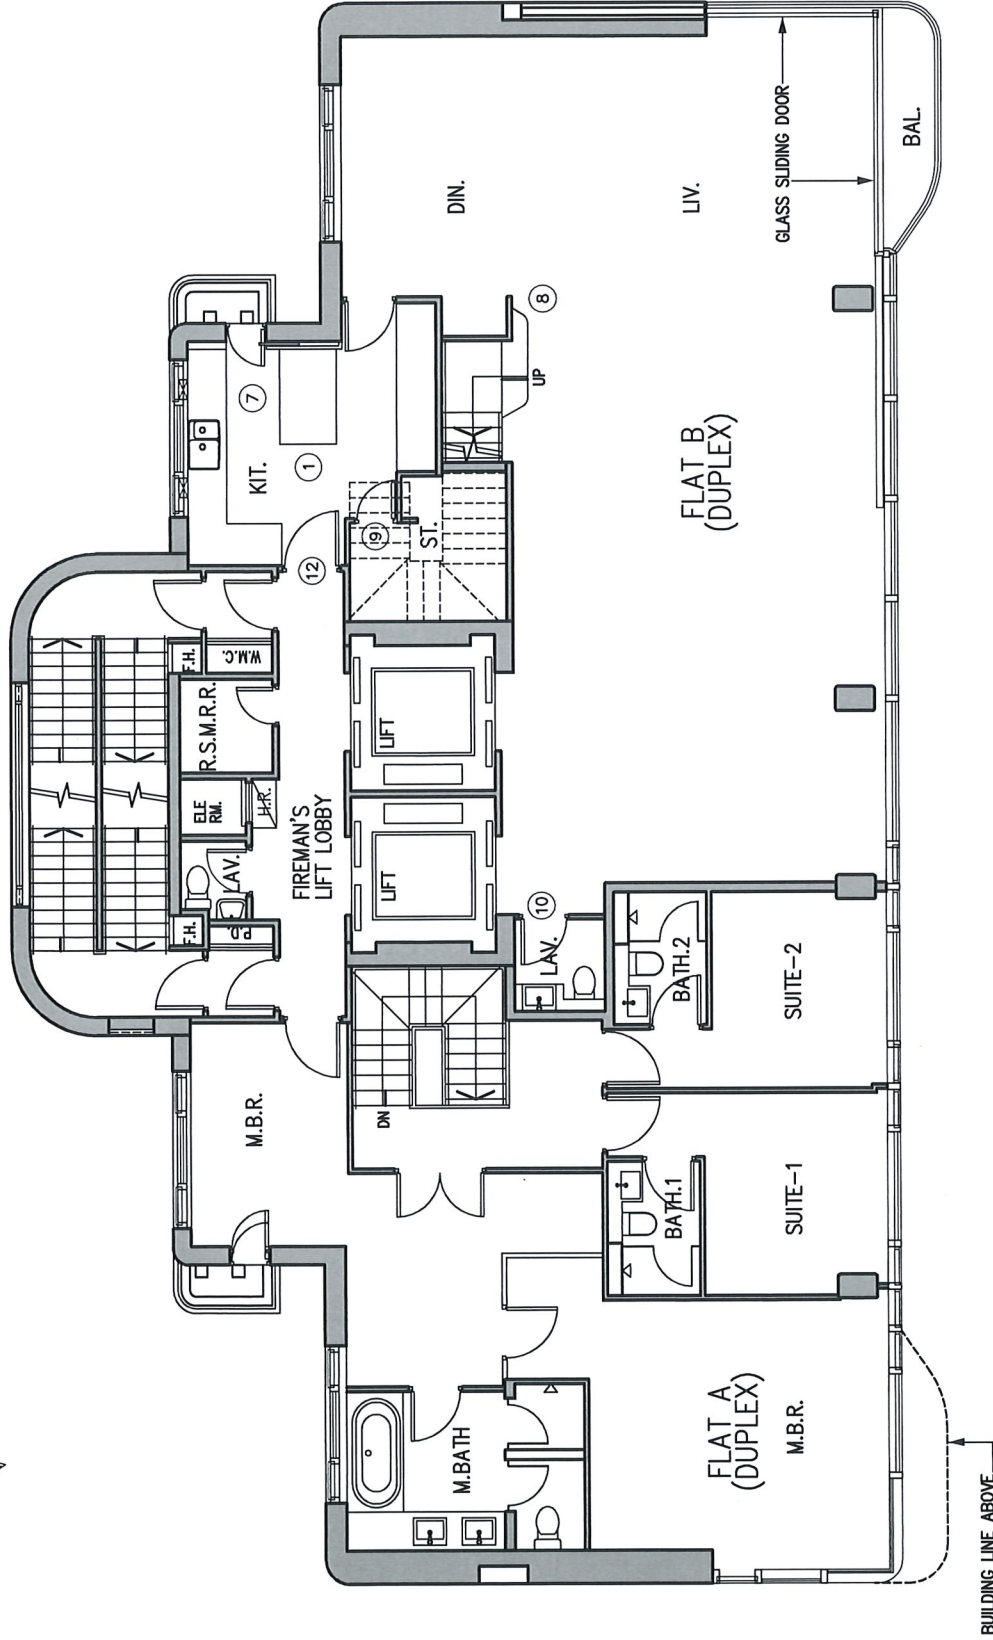 BUILDING LINE ABOVE
M.BATH
M.B.R.
FLAT A
(DUPLEX)
M.B.R.
BATH.1
SUITE-1
DN
BATH.2
SUITE-2
LAV.
10
F.H.
P.D.
LAV.
ELE
RM.
H.R.
R.S.M.R.R.
F.H.
W.M.C.
FIREMAN'S
LIFT LOBBY
LIFT
LIFT
12
9
ST.
KIT.
1
7
UP
8
FLAT B
(DUPLEX)
DIN.
LIV.
GLASS SLIDING DOOR
BAL.